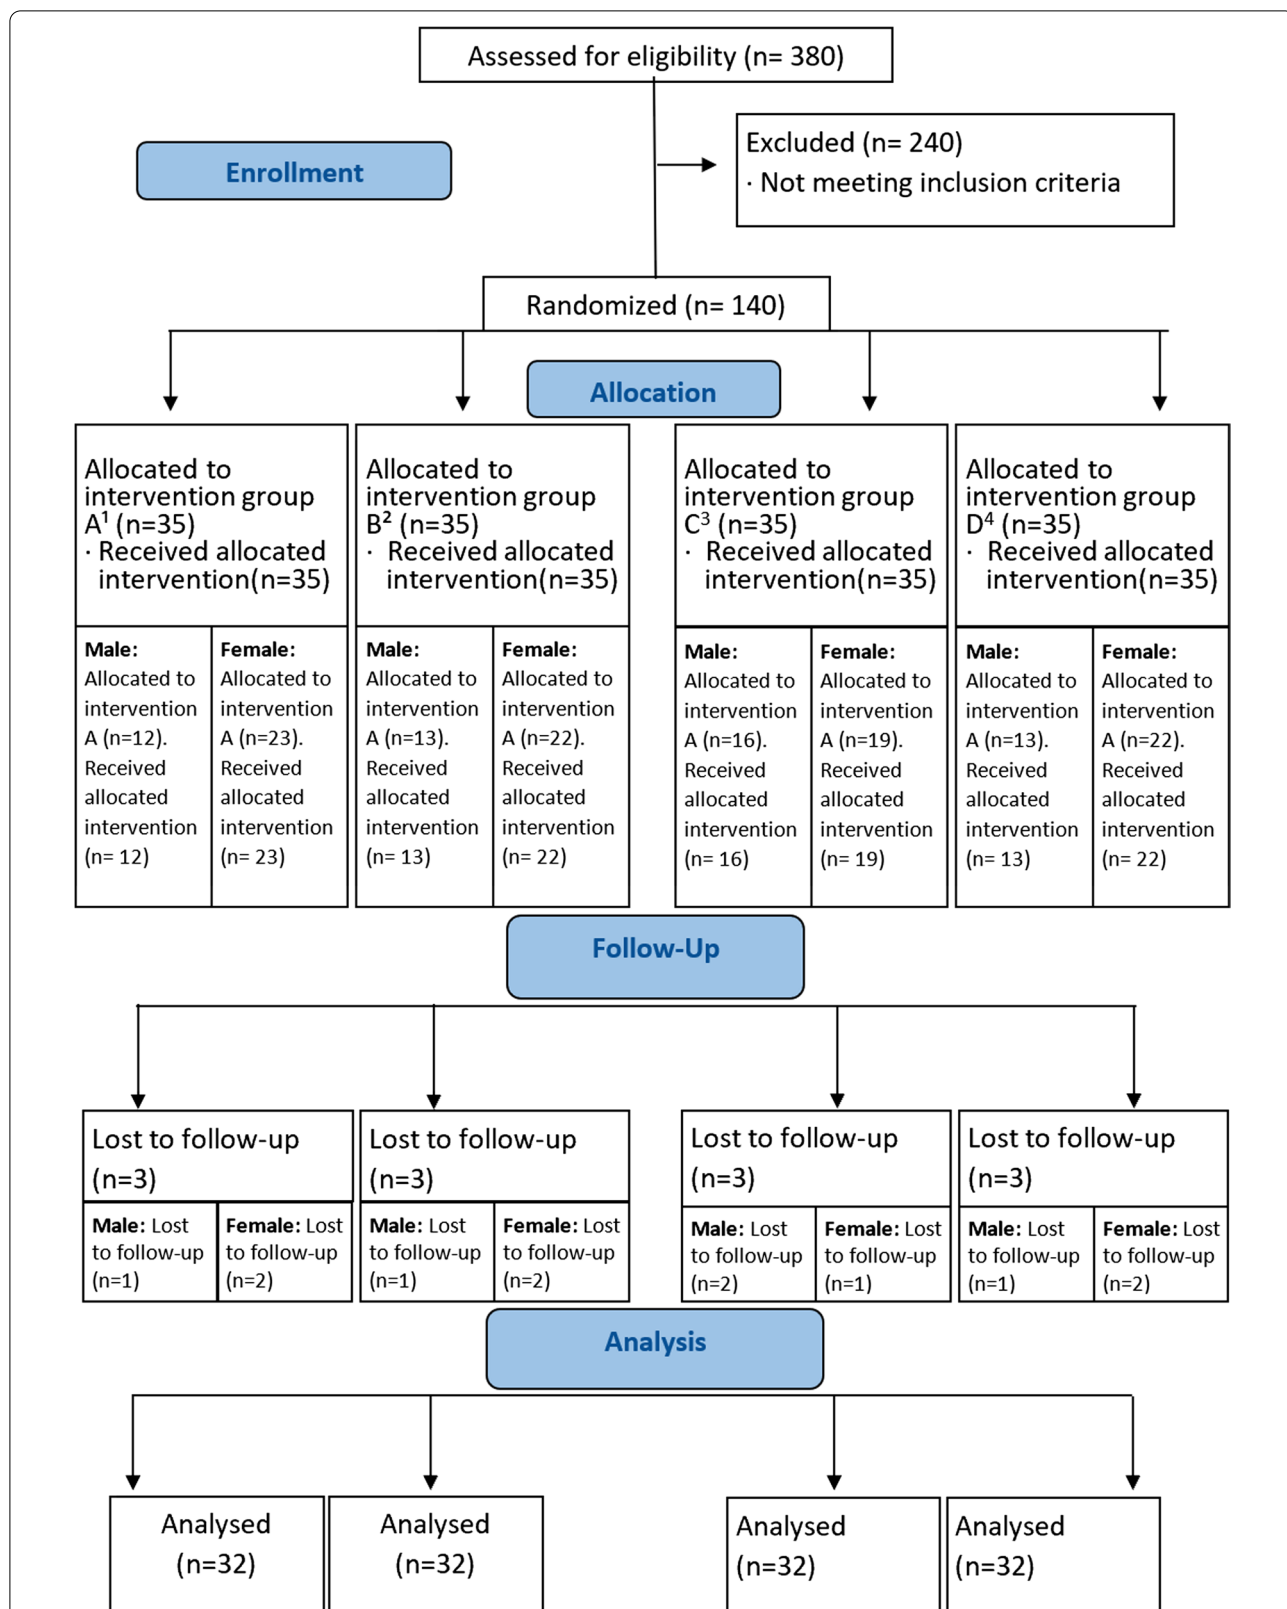 Assessed for eligibility (n= 380)
Excluded (n= 240)
· Not meeting inclusion criteria
Enrollment
Randomized (n= 140)
Allocation
Allocated to
intervention group
A¹ (n=35)
· Received allocated
intervention(n=35)
Allocated to
intervention group
B² (n=35)
· Received allocated
intervention(n=35)
Allocated to
intervention group
C³ (n=35)
· Received allocated
intervention(n=35)
Allocated to
intervention group
D⁴ (n=35)
· Received allocated
intervention(n=35)
Male:
Allocated to
intervention
A (n=12).
Received
allocated
intervention
(n= 12)
Female:
Allocated to
intervention
A (n=23).
Received
allocated
intervention
(n= 23)
Male:
Allocated to
intervention
A (n=13).
Received
allocated
intervention
(n= 13)
Female:
Allocated to
intervention
A (n=22).
Received
allocated
intervention
(n= 22)
Male:
Allocated to
intervention
A (n=16).
Received
allocated
intervention
(n= 16)
Female:
Allocated to
intervention
A (n=19).
Received
allocated
intervention
(n= 19)
Male:
Allocated to
intervention
A (n=13).
Received
allocated
intervention
(n= 13)
Female:
Allocated to
intervention
A (n=22).
Received
allocated
intervention
(n= 22)
Follow-Up
Lost to follow-up
(n=3)
Lost to follow-up
(n=3)
Lost to follow-up
(n=3)
Lost to follow-up
(n=3)
Male: Lost
to follow-up
(n=1)
Female: Lost
to follow-up
(n=2)
Male: Lost
to follow-up
(n=1)
Female: Lost
to follow-up
(n=2)
Male: Lost
to follow-up
(n=2)
Female: Lost
to follow-up
(n=1)
Male: Lost
to follow-up
(n=1)
Female: Lost
to follow-up
(n=2)
Analysis
Analysed
(n=32)
Analysed
(n=32)
Analysed
(n=32)
Analysed
(n=32)